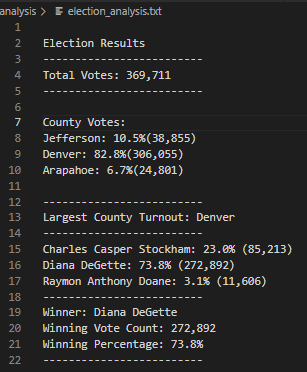 analysis > election_analysis.txt
1
2 Election Results
3 -------------------------
4 Total Votes: 369,711
5 -------------------------
6
7 County Votes:
8 Jefferson: 10.5%(38,855)
9 Denver: 82.8%(306,055)
10 Arapahoe: 6.7%(24,801)
11
12 -------------------------
13 Largest County Turnout: Denver
14 -------------------------
15 Charles Casper Stockham: 23.0% (85,213)
16 Diana DeGette: 73.8% (272,892)
17 Raymon Anthony Doane: 3.1% (11,606)
18 -------------------------
19 Winner: Diana DeGette
20 Winning Vote Count: 272,892
21 Winning Percentage: 73.8%
22 -------------------------